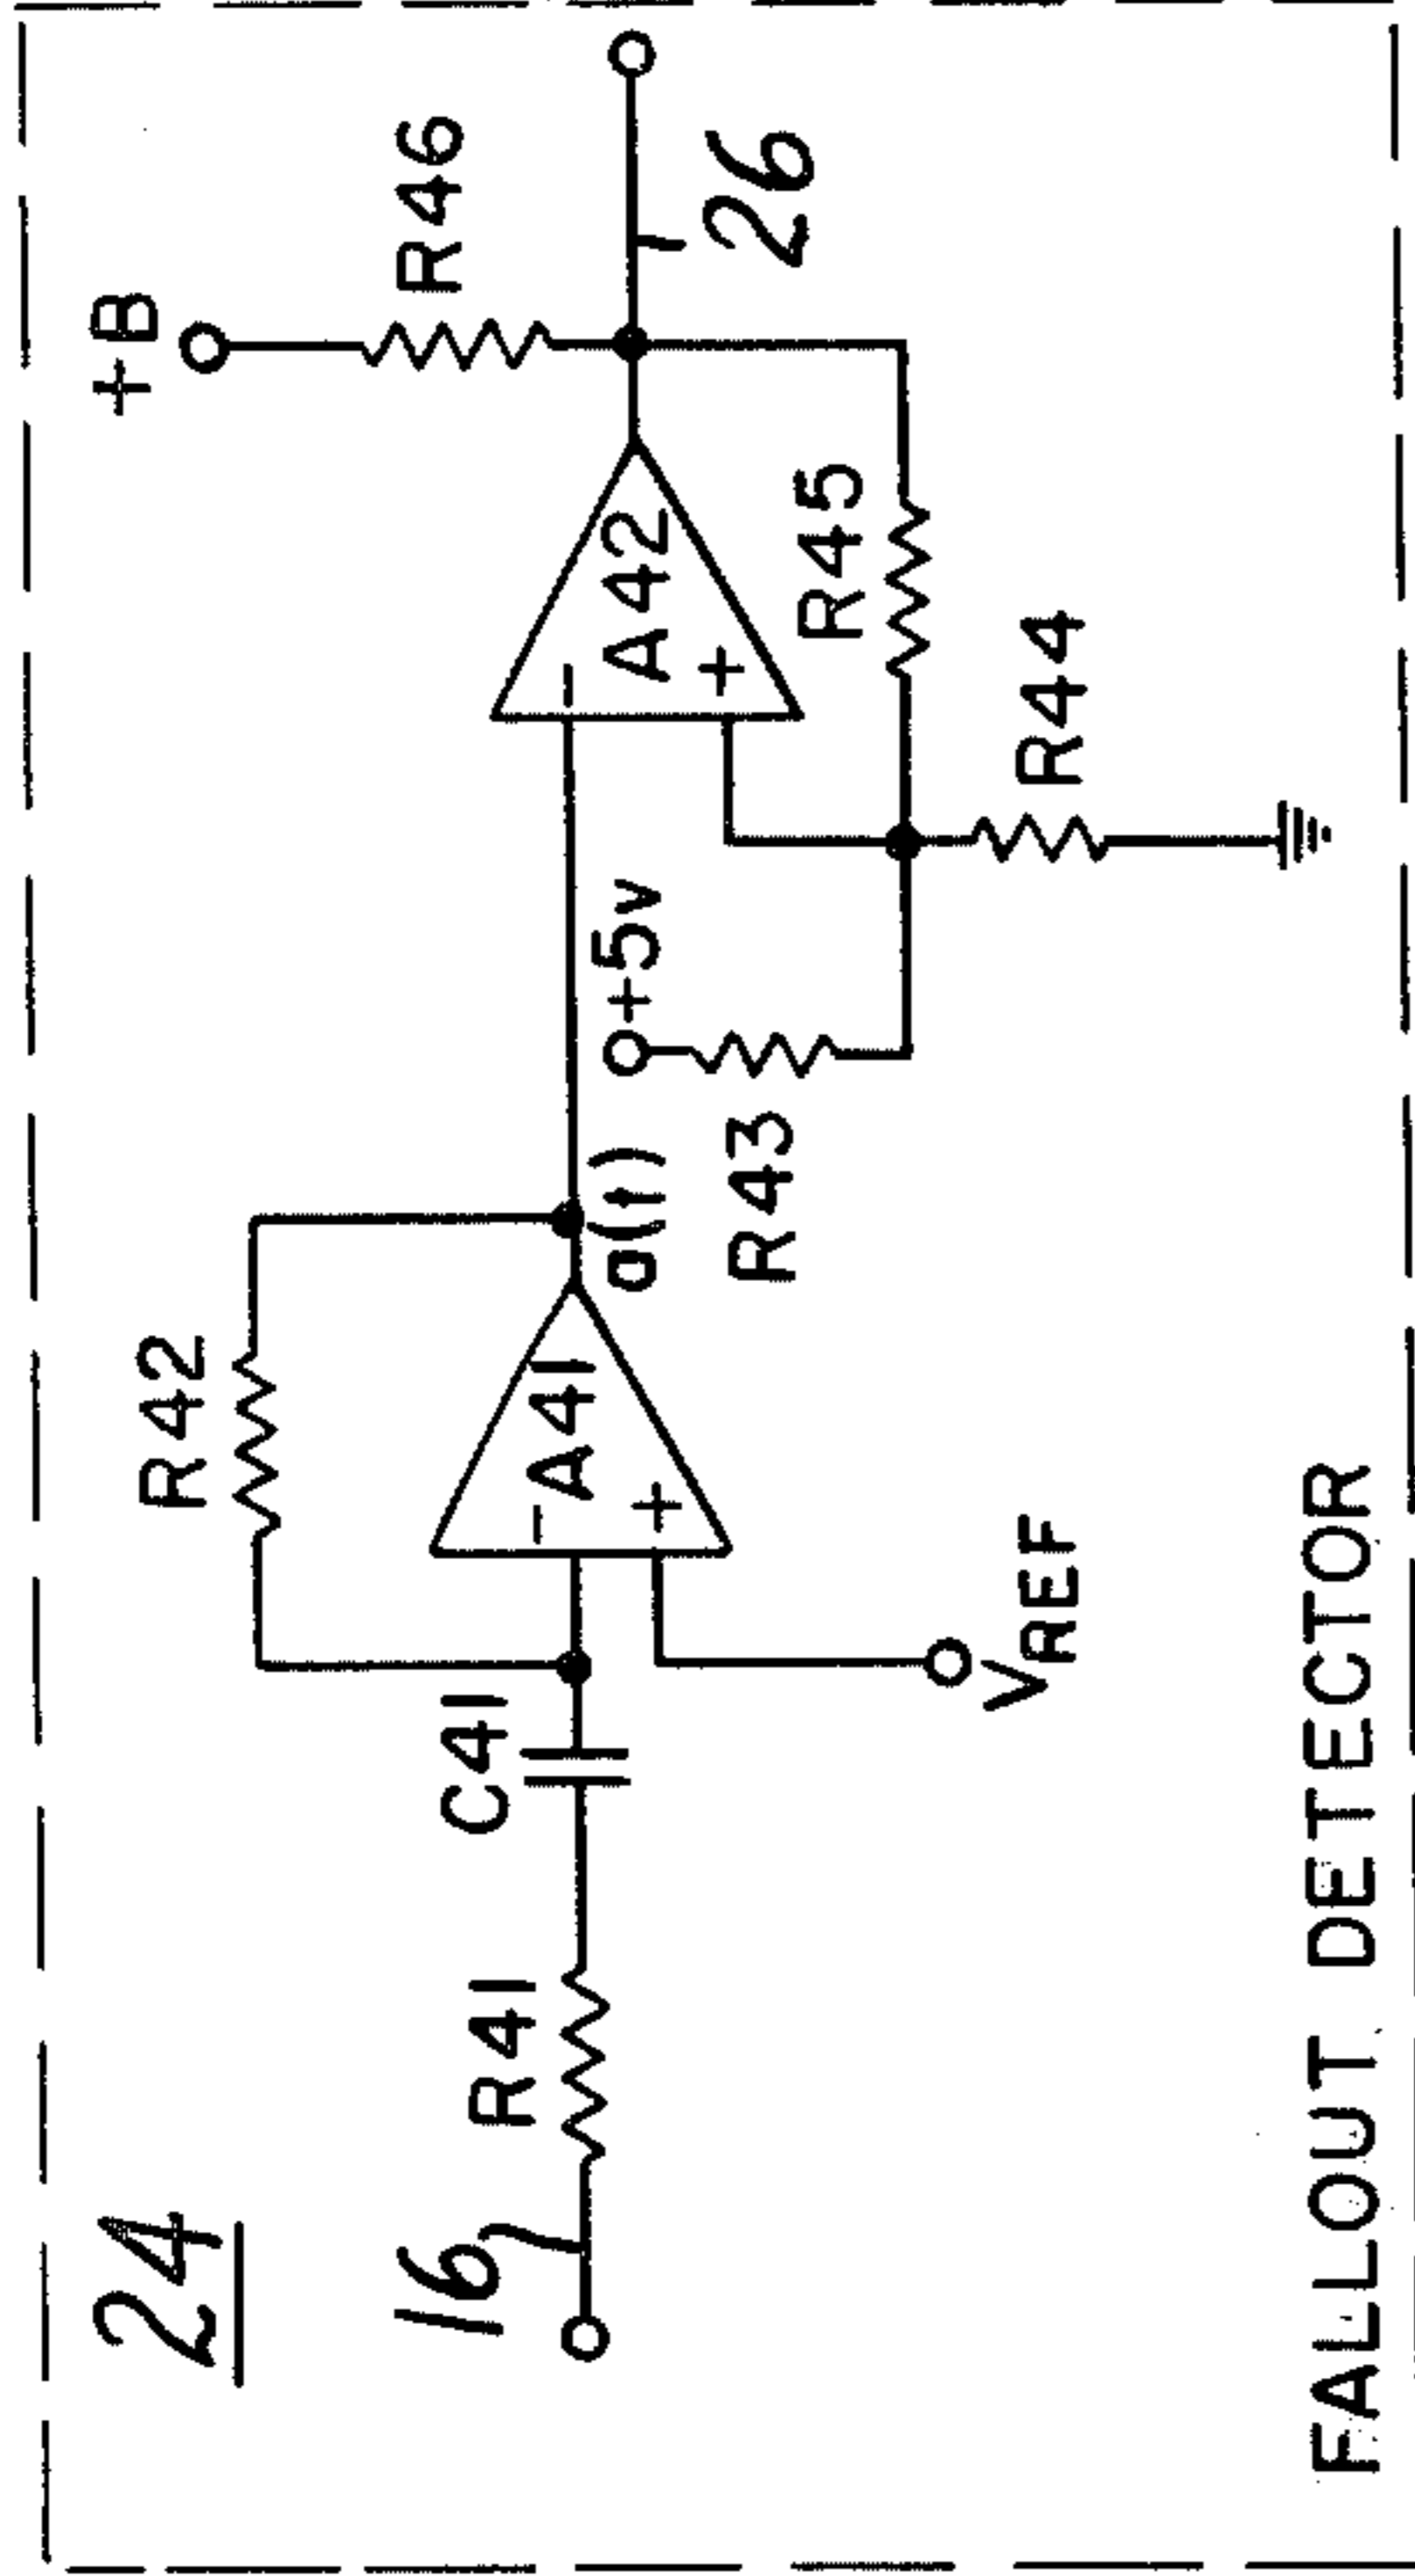 24
16
R41
C41
R42
A41
-
+
VREF
a(t)
R43
+5v
A42
-
+
R44
R45
+B
R46
26
FALLOUT DETECTOR